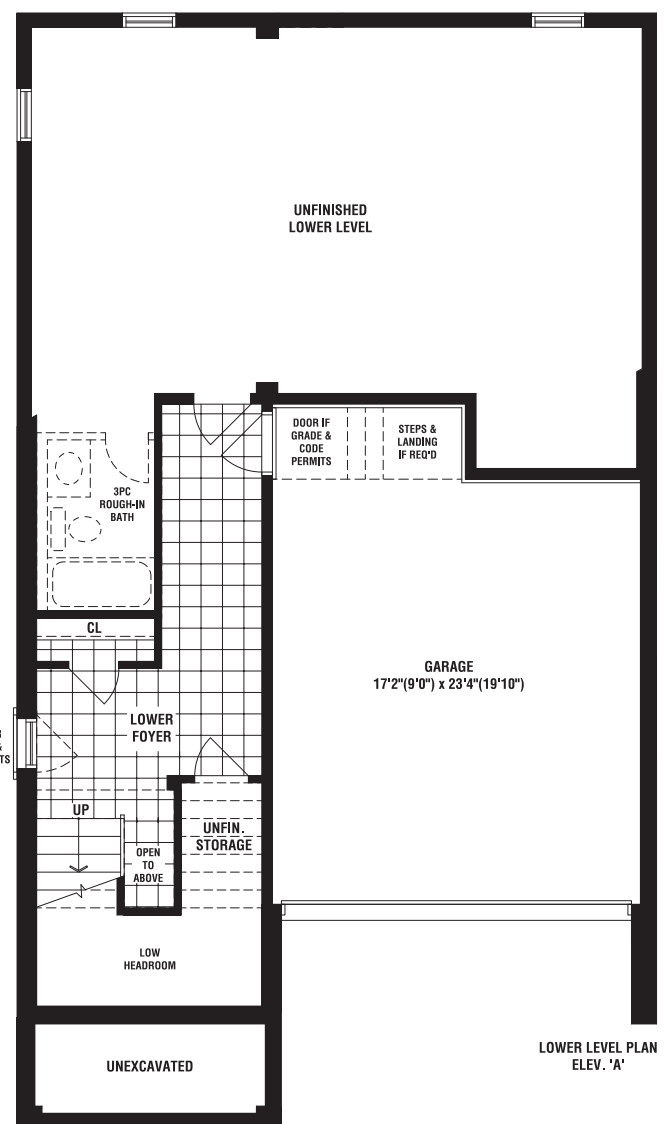 UNFINISHED
LOWER LEVEL
DOOR IF
GRADE &
CODE
PERMITS
STEPS &
LANDING
IF REQ'D
3PC
ROUGH-IN
BATH
CL
GARAGE
17'2"(9'0") x 23'4"(19'10")
LOWER
FOYER
UP
UNFIN.
STORAGE
OPEN
TO
ABOVE
LOW
HEADROOM
UNEXCAVATED
LOWER LEVEL PLAN
ELEV. 'A'